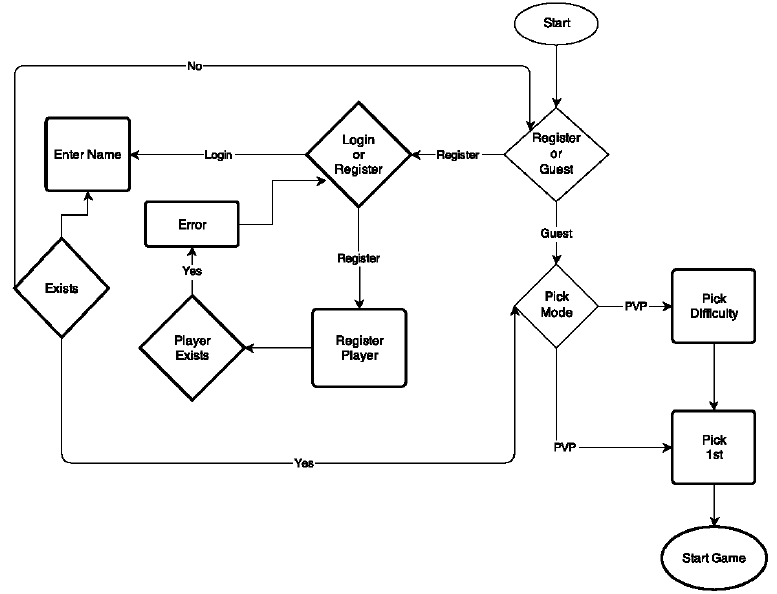 Start
No
Enter Name
Login
Login
or
Register
Register
Register
or
Guest
Error
Guest
Register
Yes
Exists
Pick
Mode
PVP
Pick
Difficulty
Player
Exists
Register
Player
PVP
Pick
1st
Yes
Start Game